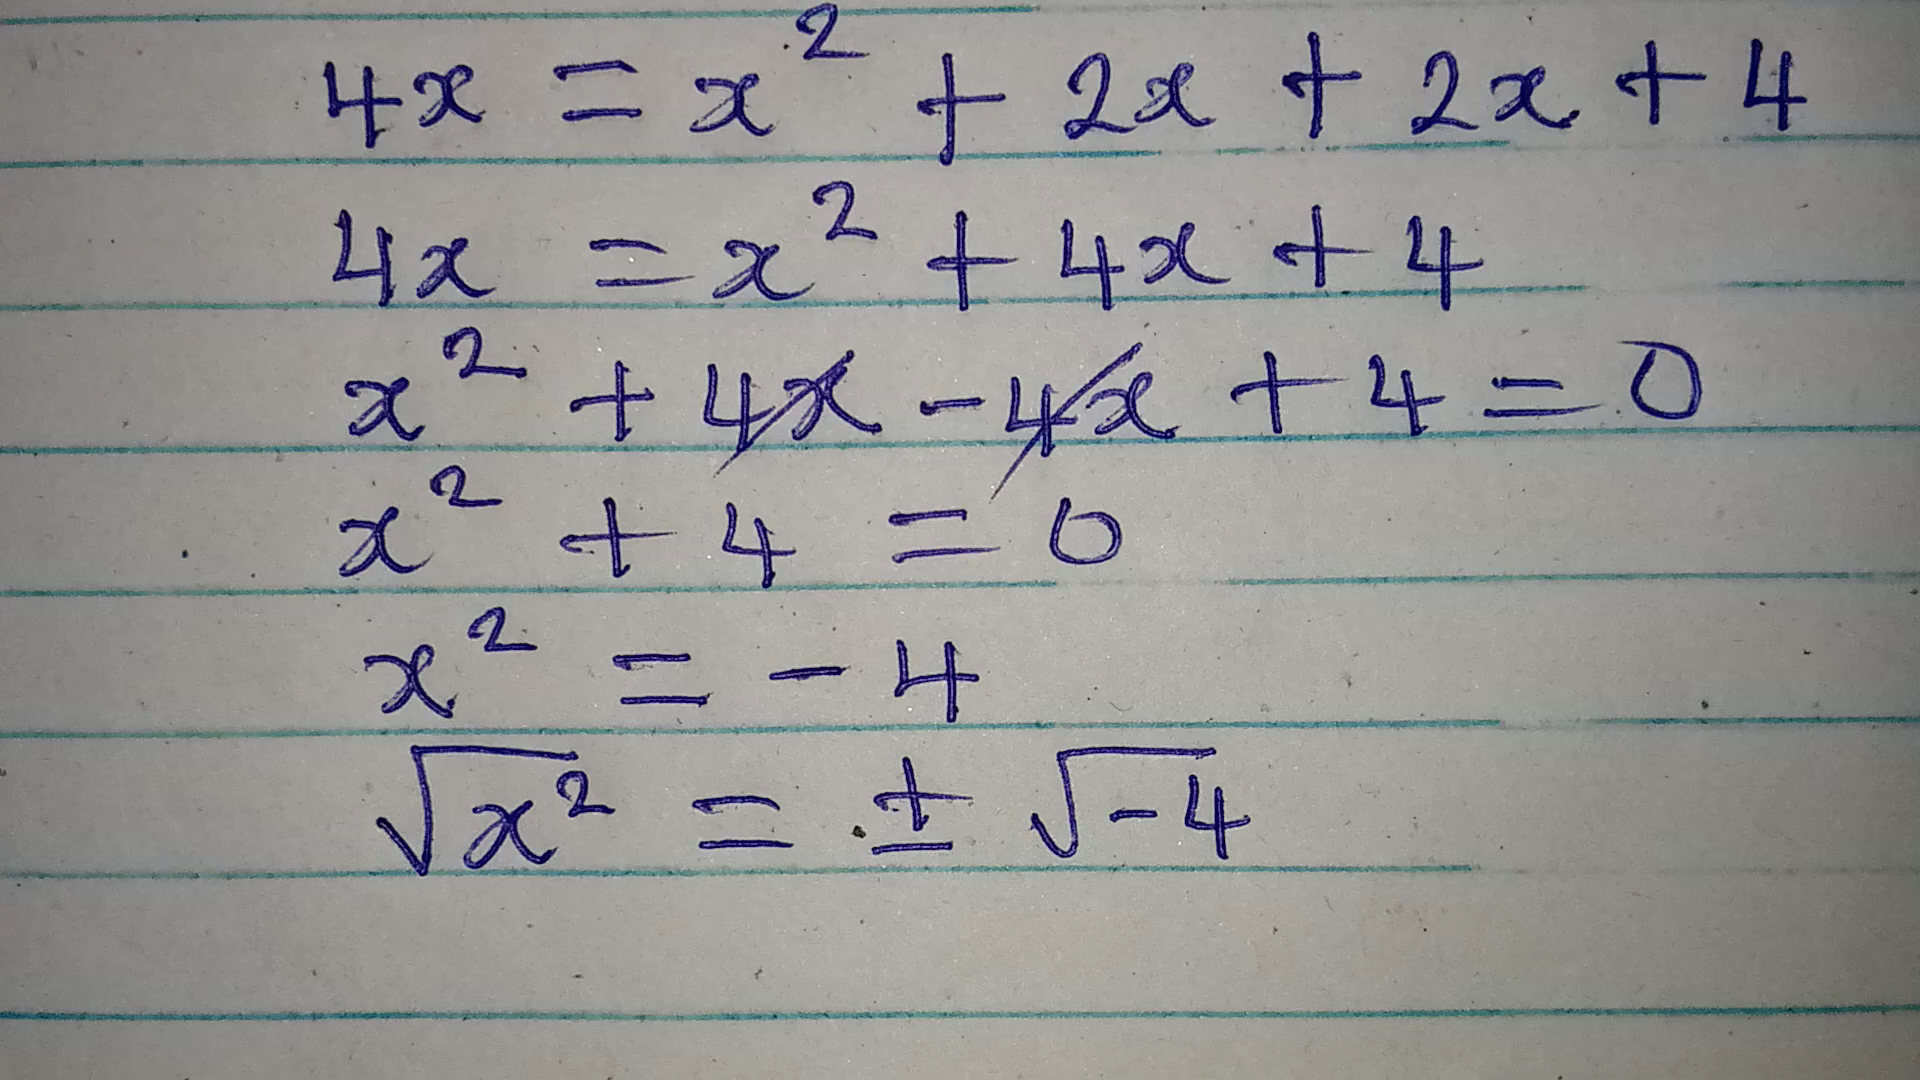 4x = x² + 2x + 2x + 4
4x = x² + 4x + 4
x² + 4x - 4x + 4 = 0
x² + 4 = 0
x² = - 4
√x² = ± √-4